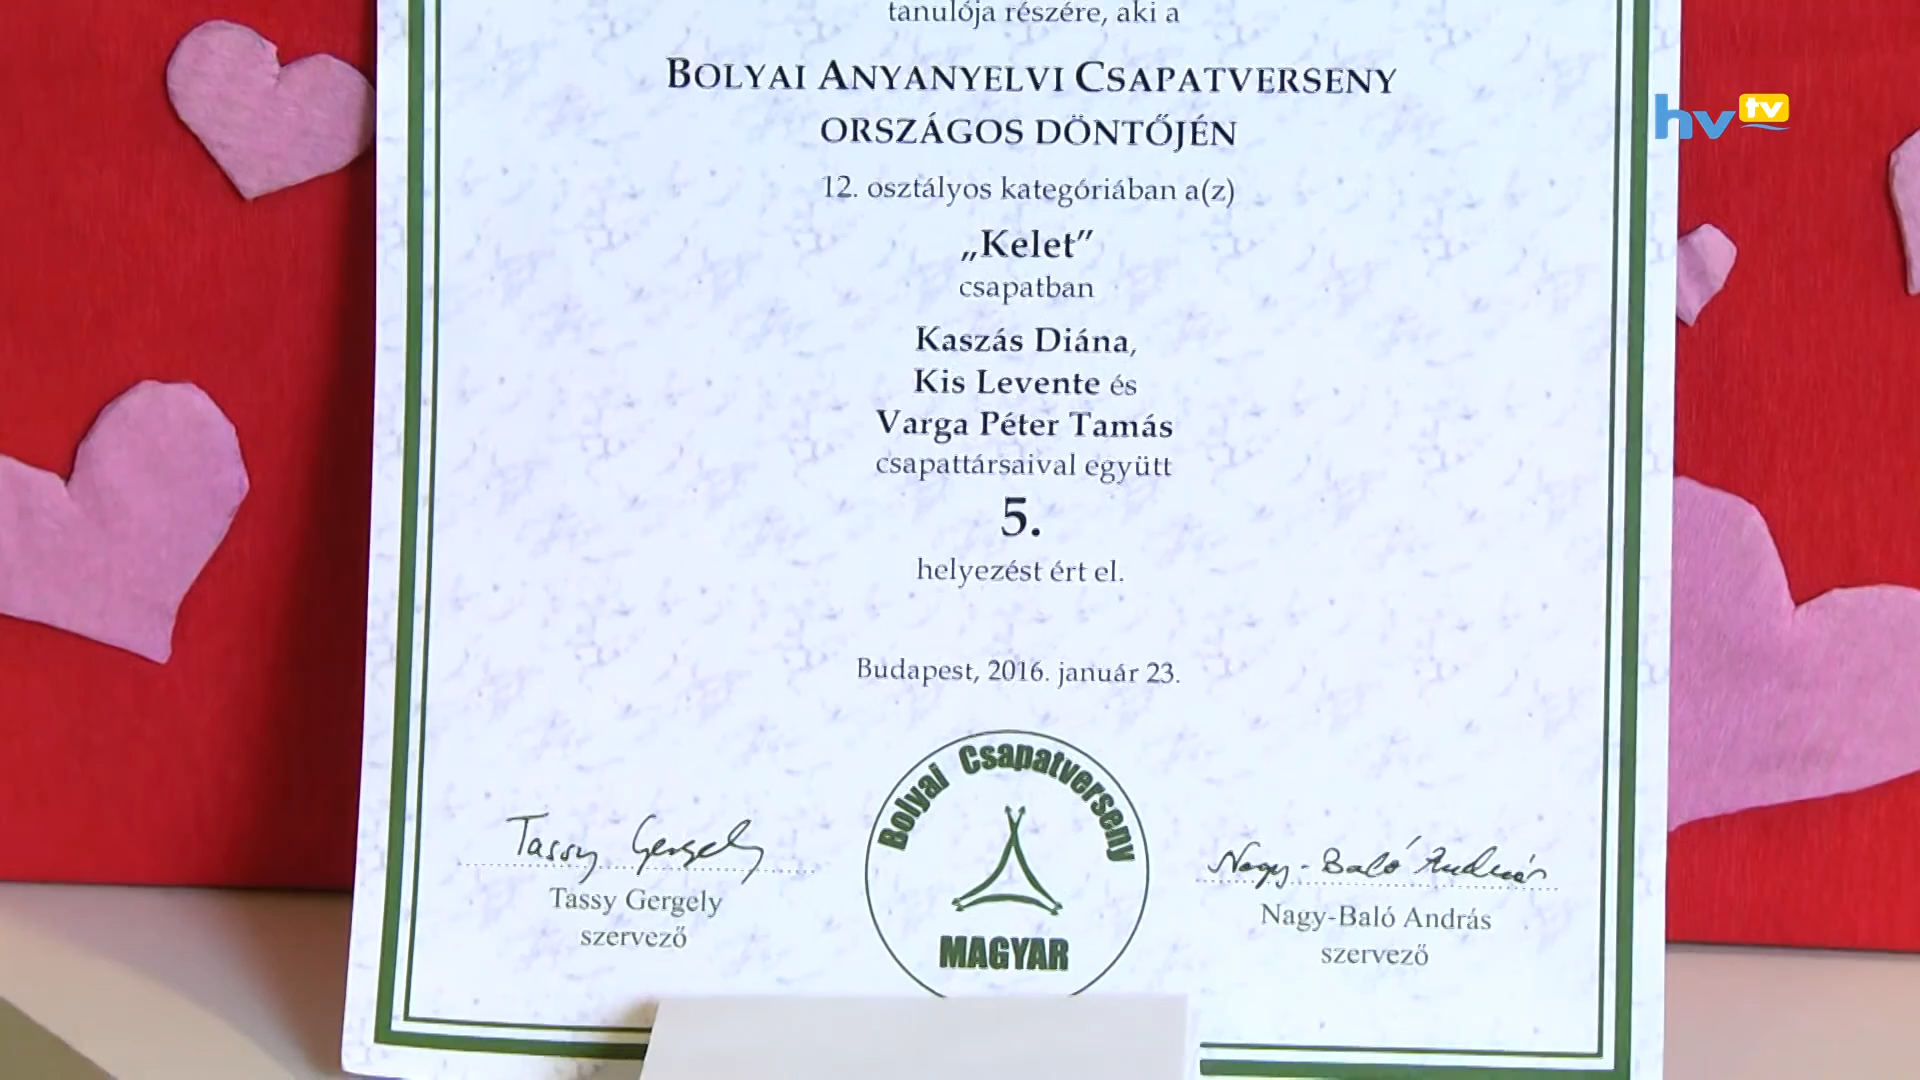 tanulója részére, aki a
BOLYAI ANYANYELVI CSAPATVERSENY
ORSZÁGOS DÖNTŐJÉN
12. osztályos kategóriában a(z)
„Kelet”
csapatban
Kaszás Diána,
Kis Levente és
Varga Péter Tamás
csapattársaival együtt
5.
helyezést ért el.
Budapest, 2016. január 23.
Bolyai Csapatverseny
MAGYAR
Tassy Gergely
Tassy Gergely
szervező
Nagy-Baló András
Nagy-Baló András
szervező
hv tv